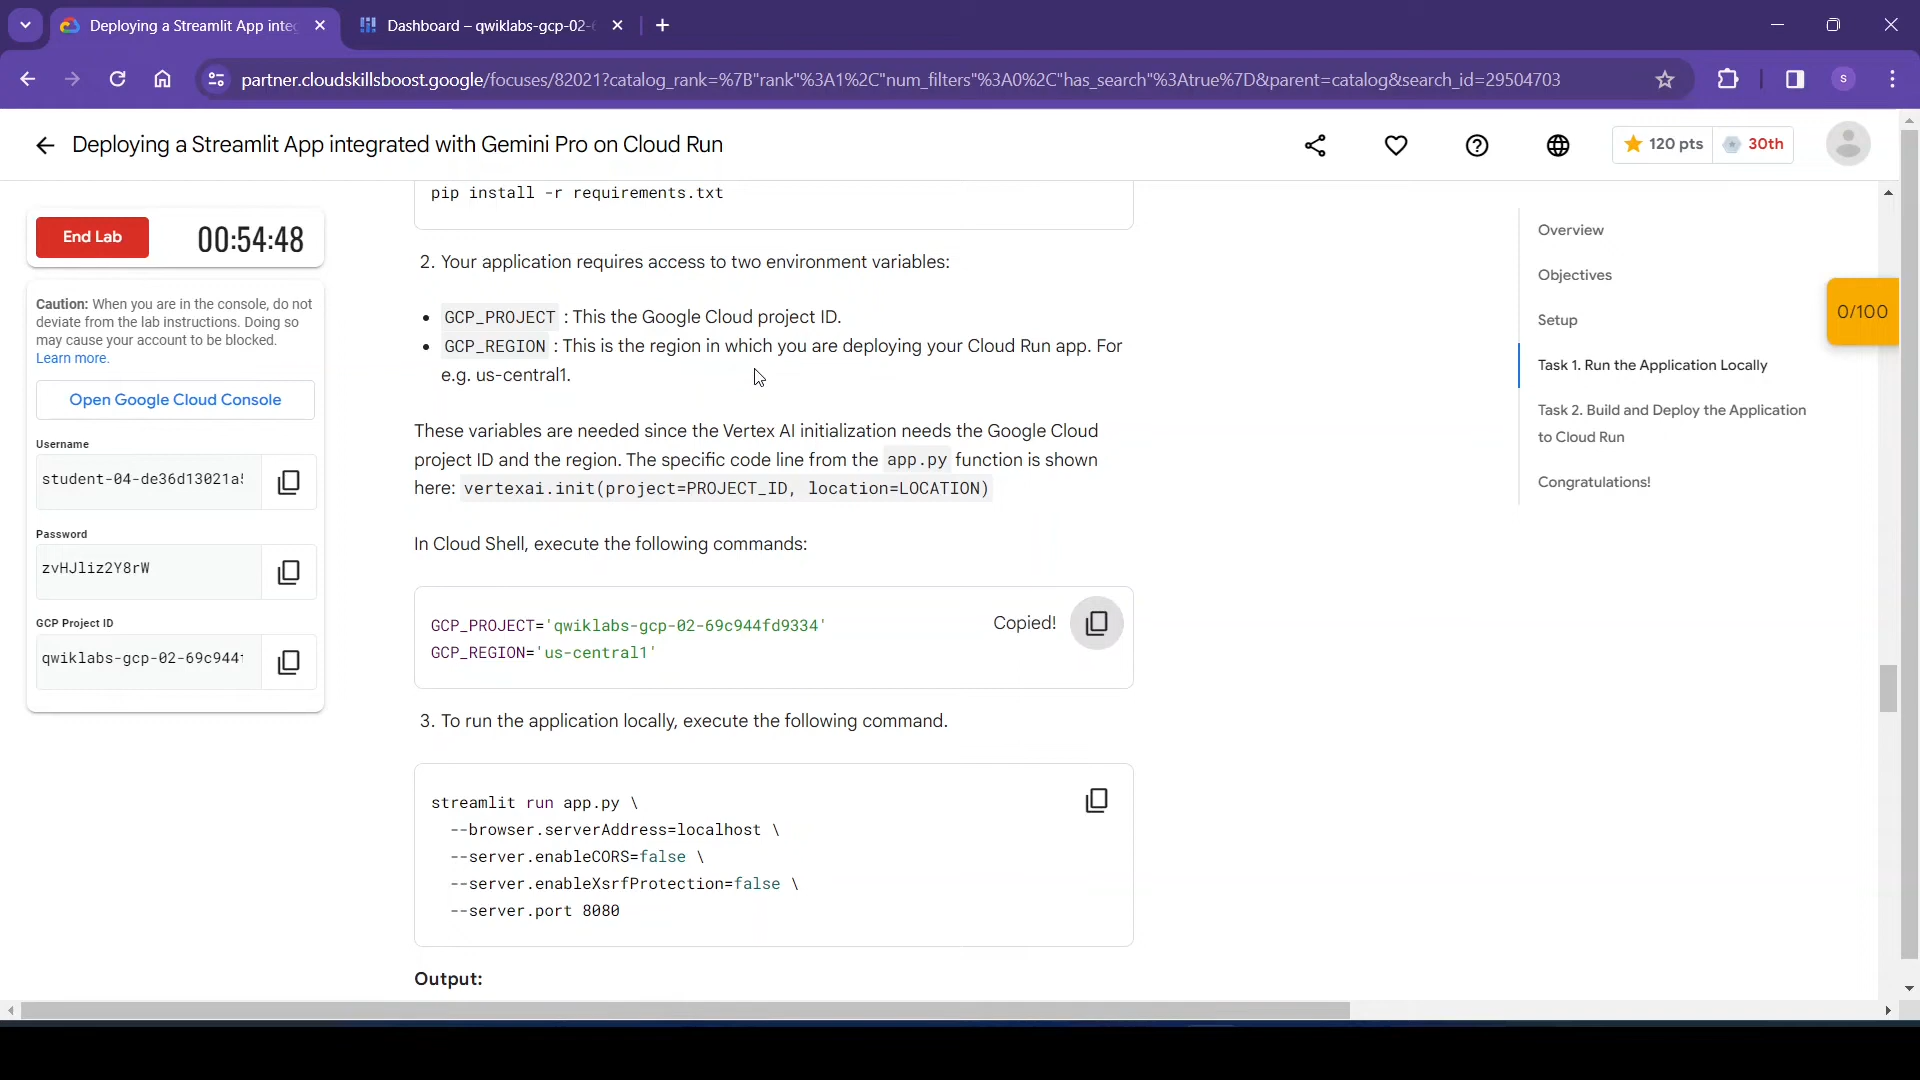 Deploying a Streamlit App inte
Dashboard – qwiklabs-gcp-02-
partner.cloudskillsboost.google/focuses/82021?catalog_rank=%7B"rank"%3A1%2C"num_filters"%3A0%2C"has_search"%3Atrue%7D&parent=catalog&search_id=29504703
S
Deploying a Streamlit App integrated with Gemini Pro on Cloud Run
120 pts
30th
End Lab
00:54:48
Caution: When you are in the console, do not
deviate from the lab instructions. Doing so
may cause your account to be blocked.
Learn more.
Open Google Cloud Console
Username
student-04-de36d13021a
Password
zvHJliz2Y8rW
GCP Project ID
qwiklabs-gcp-02-69c944
pip install -r requirements.txt
2. Your application requires access to two environment variables:
• GCP_PROJECT : This the Google Cloud project ID.
• GCP_REGION : This is the region in which you are deploying your Cloud Run app. For
e.g. us-central1.
These variables are needed since the Vertex AI initialization needs the Google Cloud
project ID and the region. The specific code line from the app.py function is shown
here: vertexai.init(project=PROJECT_ID, location=LOCATION)
In Cloud Shell, execute the following commands:
GCP_PROJECT='qwiklabs-gcp-02-69c944fd9334'
GCP_REGION='us-central1'
Copied!
3. To run the application locally, execute the following command.
streamlit run app.py \
--browser.serverAddress=localhost \
--server.enableCORS=false \
--server.enableXsrfProtection=false \
--server.port 8080
Output:
Overview
Objectives
Setup
Task 1. Run the Application Locally
Task 2. Build and Deploy the Application
to Cloud Run
Congratulations!
0/100